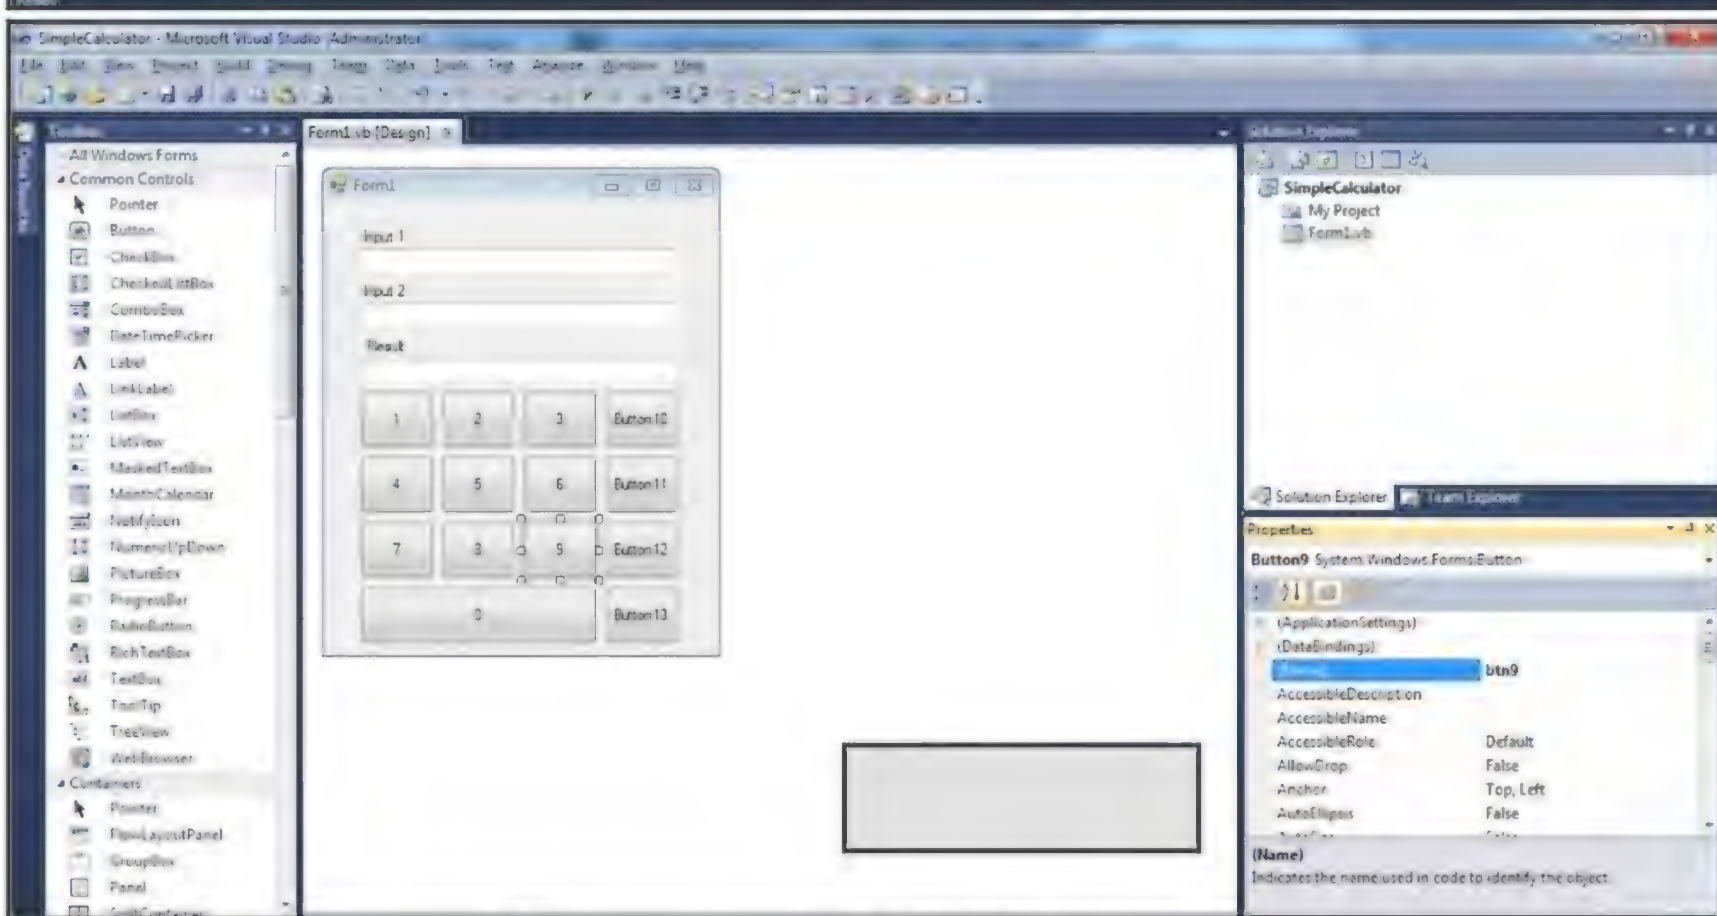 SimpleCalculator - Microsoft Visual Studio Administrator
File Edit View Project Build Debug Team Data Tools Test Analyze Window Help
Form1.vb [Design]
All Windows Forms
Common Controls
Pointer
Button
CheckBox
CheckedListBox
ComboBox
DateTimePicker
Label
LinkLabel
ListBox
ListView
MaskedTextBox
MonthCalendar
NotifyIcon
NumericUpDown
PictureBox
ProgressBar
RadioButton
RichTextBox
TextBox
ToolTip
TreeView
WebBrowser
Containers
Pointer
FlowLayoutPanel
GroupBox
Panel
SplitContainer
Form1
Input 1
Input 2
Result
1 2 3 Button10
4 5 6 Button11
7 8 9 Button12
0 Button13
Solution Explorer
SimpleCalculator
My Project
Form1.vb
Solution Explorer Team Explorer
Properties
Button9 System.Windows.Forms.Button
(ApplicationSettings)
(DataBindings)
(Name) btn9
AccessibleDescription
AccessibleName
AccessibleRole Default
AllowDrop False
Anchor Top, Left
AutoEllipsis False
(Name)
Indicates the name used in code to identify the object